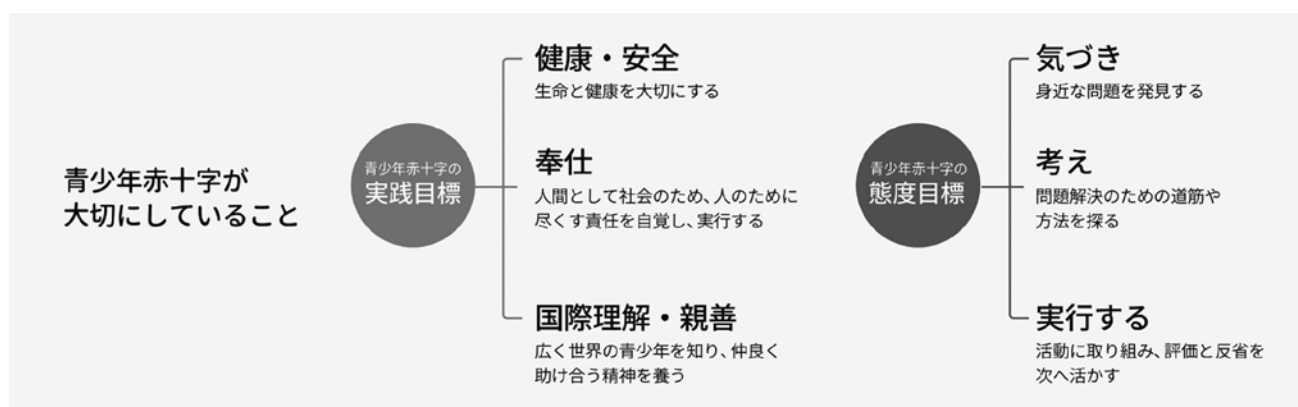 青少年赤十字が
大切にしていること
青少年赤十字の
実践目標
健康・安全
生命と健康を大切にする
奉仕
人間として社会のため、人のために
尽くす責任を自覚し、実行する
国際理解・親善
広く世界の青少年を知り、仲良く
助け合う精神を養う
青少年赤十字の
態度目標
気づき
身近な問題を発見する
考え
問題解決のための道筋や
方法を探る
実行する
活動に取り組み、評価と反省を
次へ活かす